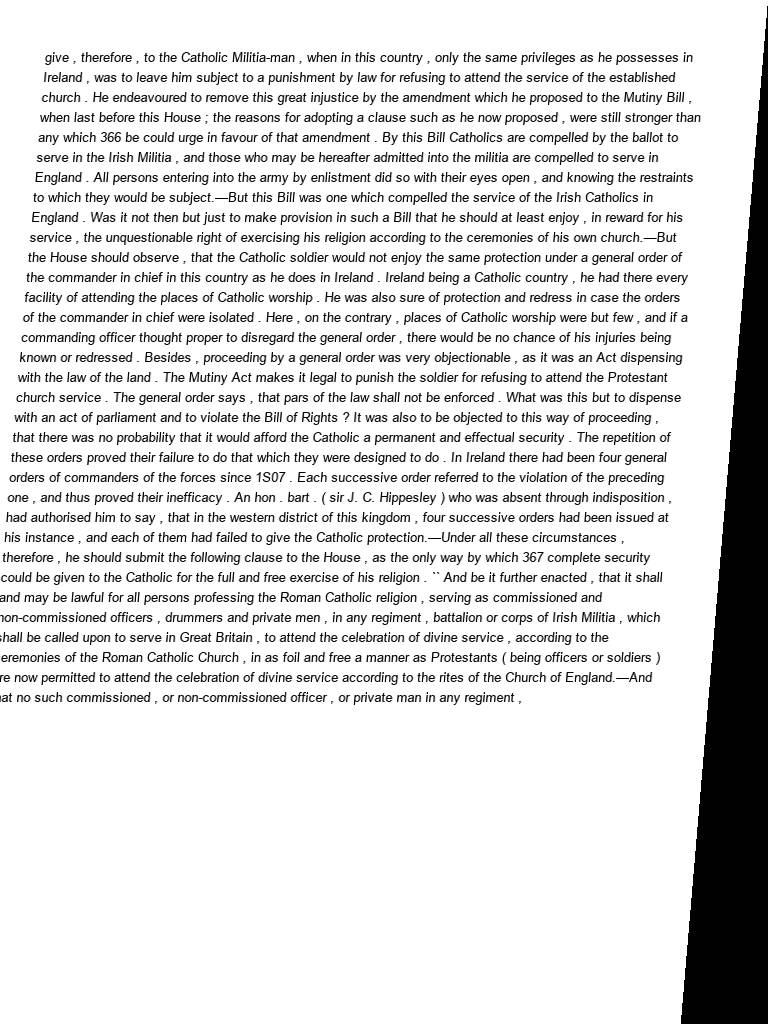 give , therefore , to the Catholic Militia-man , when in this country , only the same privileges as he possesses in
Ireland , was to leave him subject to a punishment by law for refusing to attend the service of the established
church . He endeavoured to remove this great injustice by the amendment which he proposed to the Mutiny Bill ,
when last before this House ; the reasons for adopting a clause such as he now proposed , were still stronger than
any which 366 be could urge in favour of that amendment . By this Bill Catholics are compelled by the ballot to
serve in the Irish Militia , and those who may be hereafter admitted into the militia are compelled to serve in
England . All persons entering into the army by enlistment did so with their eyes open , and knowing the restraints
to which they would be subject.—But this Bill was one which compelled the service of the Irish Catholics in
England . Was it not then but just to make provision in such a Bill that he should at least enjoy , in reward for his
service , the unquestionable right of exercising his religion according to the ceremonies of his own church.—But
the House should observe , that the Catholic soldier would not enjoy the same protection under a general order of
the commander in chief in this country as he does in Ireland . Ireland being a Catholic country , he had there every
facility of attending the places of Catholic worship . He was also sure of protection and redress in case the orders
of the commander in chief were isolated . Here , on the contrary , places of Catholic worship were but few , and if a
commanding officer thought proper to disregard the general order , there would be no chance of his injuries being
known or redressed . Besides , proceeding by a general order was very objectionable , as it was an Act dispensing
with the law of the land . The Mutiny Act makes it legal to punish the soldier for refusing to attend the Protestant
church service . The general order says , that pars of the law shall not be enforced . What was this but to dispense
with an act of parliament and to violate the Bill of Rights ? It was also to be objected to this way of proceeding ,
that there was no probability that it would afford the Catholic a permanent and effectual security . The repetition of
these orders proved their failure to do that which they were designed to do . In Ireland there had been four general
orders of commanders of the forces since 1S07 . Each successive order referred to the violation of the preceding
one , and thus proved their inefficacy . An hon . bart . ( sir J. C. Hippesley ) who was absent through indisposition ,
had authorised him to say , that in the western district of this kingdom , four successive orders had been issued at
his instance , and each of them had failed to give the Catholic protection.—Under all these circumstances ,
therefore , he should submit the following clause to the House , as the only way by which 367 complete security
could be given to the Catholic for the full and free exercise of his religion . `` And be it further enacted , that it shall
and may be lawful for all persons professing the Roman Catholic religion , serving as commissioned and
non-commissioned officers , drummers and private men , in any regiment , battalion or corps of Irish Militia , which
shall be called upon to serve in Great Britain , to attend the celebration of divine service , according to the
eremonies of the Roman Catholic Church , in as foil and free a manner as Protestants ( being officers or soldiers )
re now permitted to attend the celebration of divine service according to the rites of the Church of England.—And
at no such commissioned , or non-commissioned officer , or private man in any regiment ,